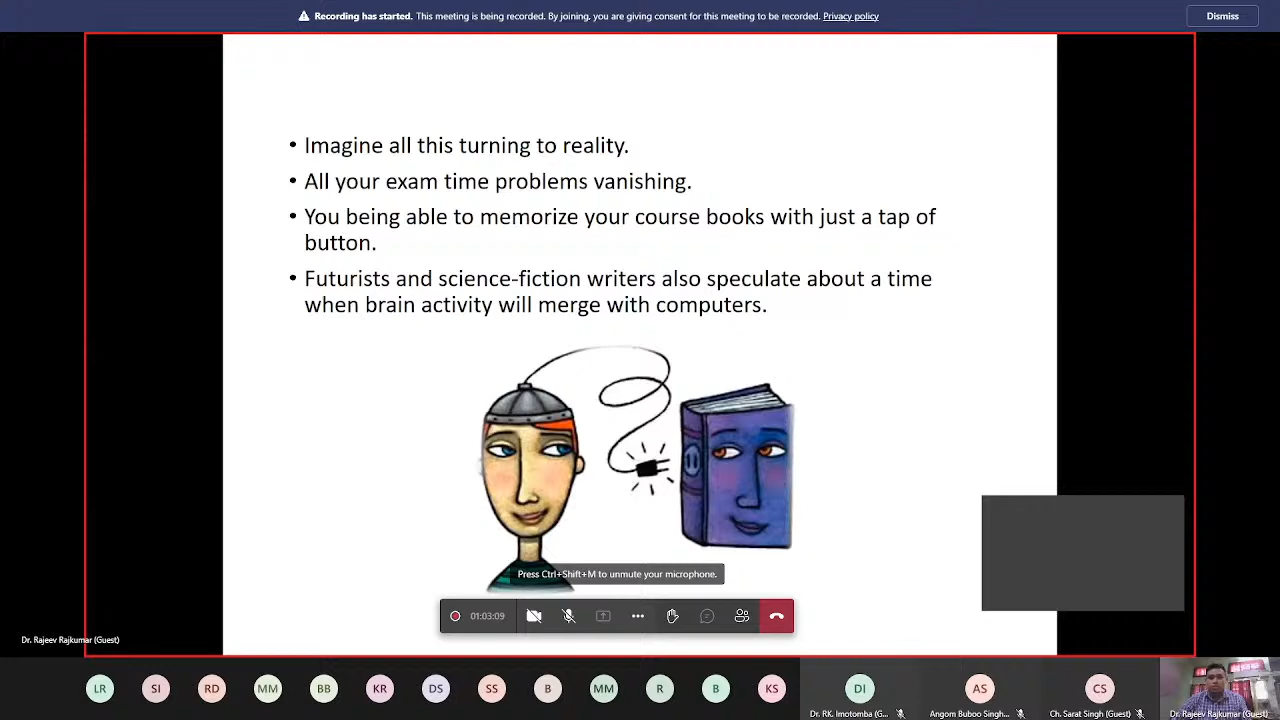 Recording has started. This meeting is being recorded. By joining, you are giving consent for this meeting to be recorded. Privacy policy
Dismiss
• Imagine all this turning to reality.
• All your exam time problems vanishing.
• You being able to memorize your course books with just a tap of
button.
• Futurists and science-fiction writers also speculate about a time
when brain activity will merge with computers.
Press Ctrl+Shift+M to unmute your microphone.
01:03:09
Dr. Rajeev Rajkumar (Guest)
LR SI RD MM BB KR DS SS B MM R B KS DI AS CS
Dr. RK. Imotomba (G... Angom Buboo Singh... Ch. Sarat Singh (Guest) Dr. Rajeev Rajkumar (Guest)